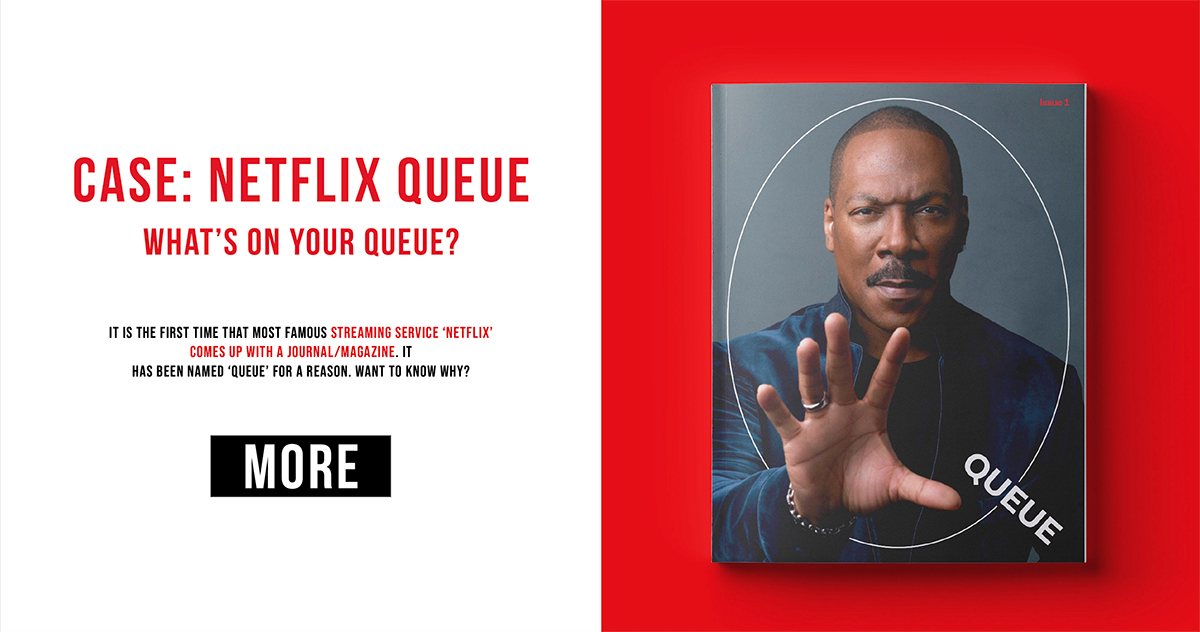 CASE: NETFLIX QUEUE
WHAT'S ON YOUR QUEUE?
IT IS THE FIRST TIME THAT MOST FAMOUS STREAMING SERVICE ‘NETFLIX’
COMES UP WITH A JOURNAL/MAGAZINE. IT
HAS BEEN NAMED ‘QUEUE’ FOR A REASON. WANT TO KNOW WHY?
MORE
Issue 1
QUEUE